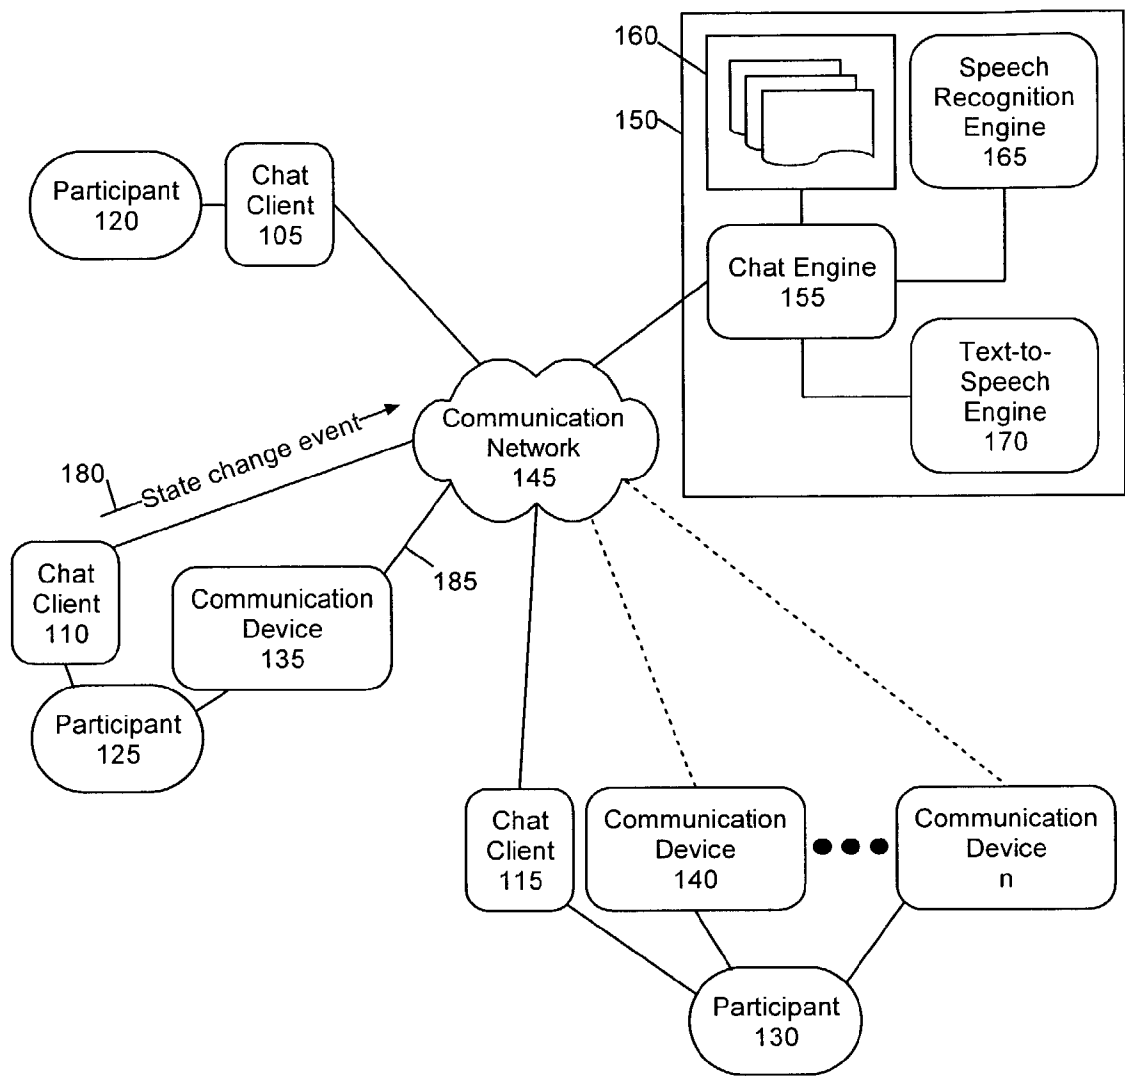 160
150
Speech
Recognition
Engine
165
Participant
120
Chat
Client
105
Chat Engine
155
Text-to-
Speech
Engine
170
Communication
Network
145
State change event
180
185
Chat
Client
110
Communication
Device
135
Participant
125
Chat
Client
115
Communication
Device
140
Communication
Device
n
Participant
130